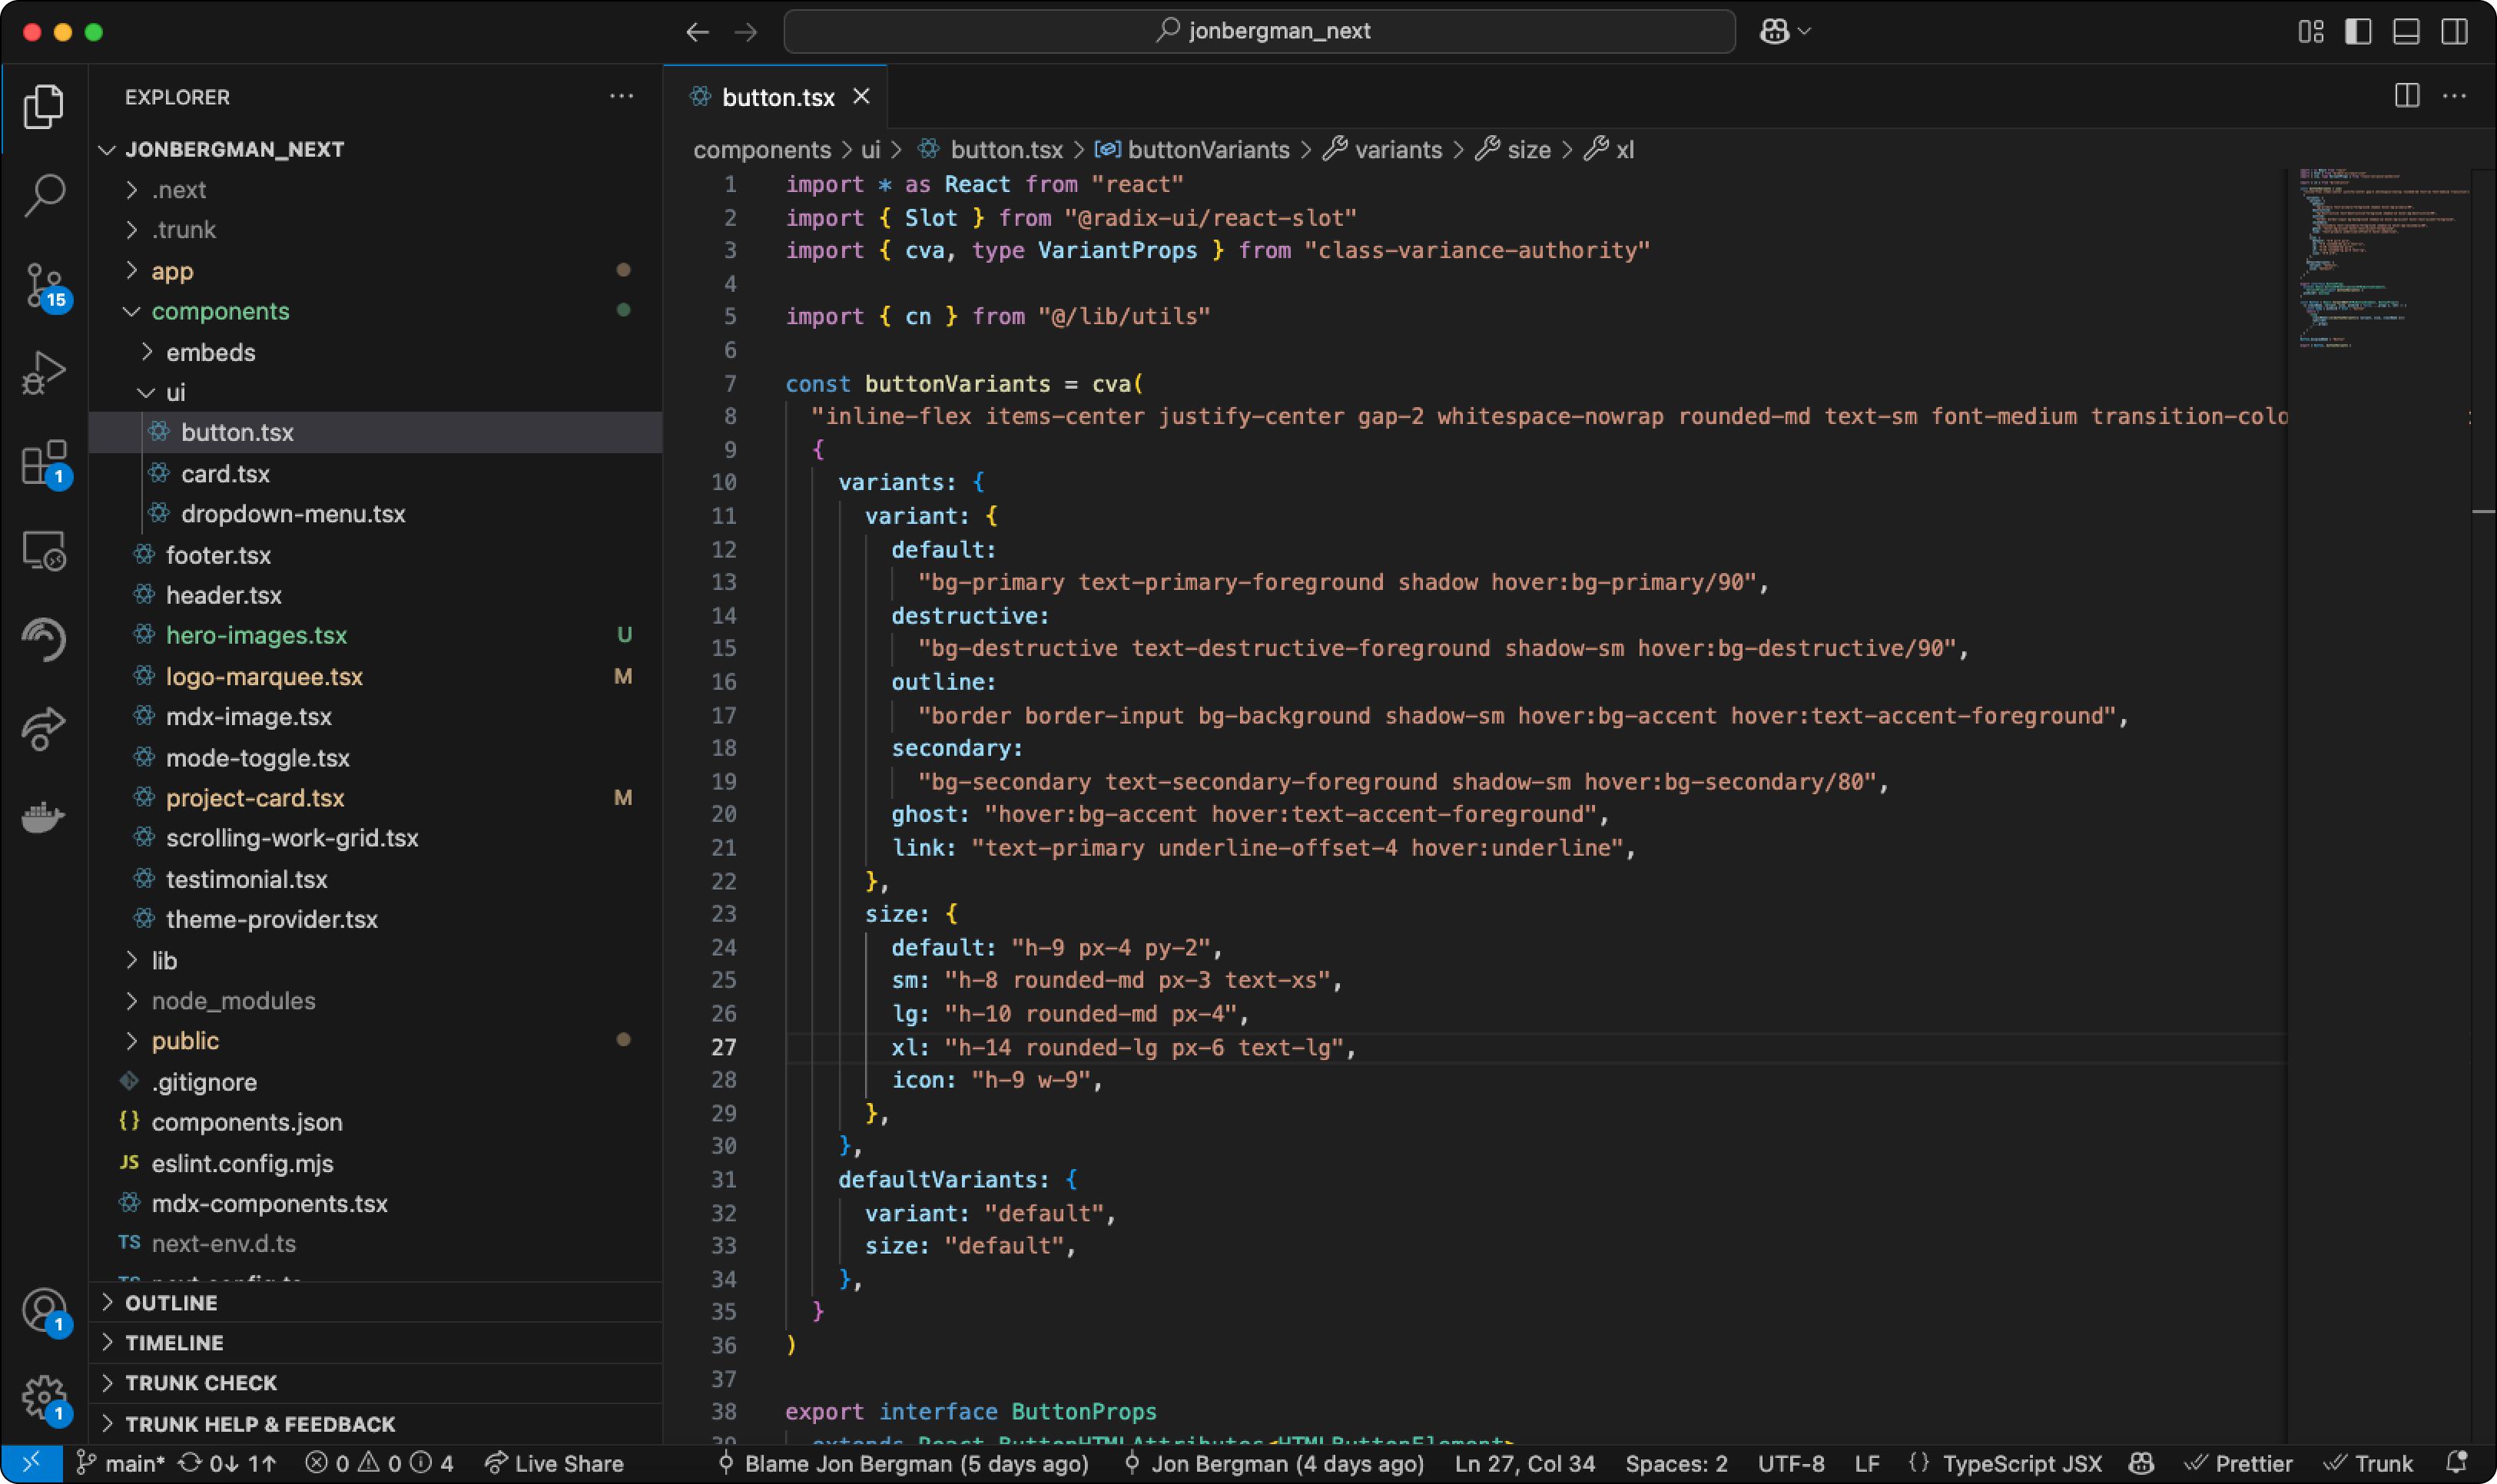 jonbergman_next
EXPLORER
JONBERGMAN_NEXT
.next
.trunk
app
components
embeds
ui
button.tsx
card.tsx
dropdown-menu.tsx
footer.tsx
header.tsx
hero-images.tsx U
logo-marquee.tsx M
mdx-image.tsx
mode-toggle.tsx
project-card.tsx M
scrolling-work-grid.tsx
testimonial.tsx
theme-provider.tsx
lib
node_modules
public
.gitignore
{} components.json
JS eslint.config.mjs
mdx-components.tsx
TS next-env.d.ts
OUTLINE
TIMELINE
TRUNK CHECK
TRUNK HELP & FEEDBACK
15
1
1
1
button.tsx
components > ui > button.tsx > buttonVariants > variants > size > xl
1 import * as React from "react"
2 import { Slot } from "@radix-ui/react-slot"
3 import { cva, type VariantProps } from "class-variance-authority"
4
5 import { cn } from "@/lib/utils"
6
7 const buttonVariants = cva(
8 "inline-flex items-center justify-center gap-2 whitespace-nowrap rounded-md text-sm font-medium transition-colo
9 {
10 variants: {
11 variant: {
12 default:
13 "bg-primary text-primary-foreground shadow hover:bg-primary/90",
14 destructive:
15 "bg-destructive text-destructive-foreground shadow-sm hover:bg-destructive/90",
16 outline:
17 "border border-input bg-background shadow-sm hover:bg-accent hover:text-accent-foreground",
18 secondary:
19 "bg-secondary text-secondary-foreground shadow-sm hover:bg-secondary/80",
20 ghost: "hover:bg-accent hover:text-accent-foreground",
21 link: "text-primary underline-offset-4 hover:underline",
22 },
23 size: {
24 default: "h-9 px-4 py-2",
25 sm: "h-8 rounded-md px-3 text-xs",
26 lg: "h-10 rounded-md px-4",
27 xl: "h-14 rounded-lg px-6 text-lg",
28 icon: "h-9 w-9",
29 },
30 },
31 defaultVariants: {
32 variant: "default",
33 size: "default",
34 },
35 }
36 )
37
38 export interface ButtonProps
39 extends React.ButtonHTMLAttributes<HTMLButtonElement>
main* 0↓ 1↑ 0 0 4 Live Share Blame Jon Bergman (5 days ago) Jon Bergman (4 days ago) Ln 27, Col 34 Spaces: 2 UTF-8 LF {} TypeScript JSX Prettier Trunk